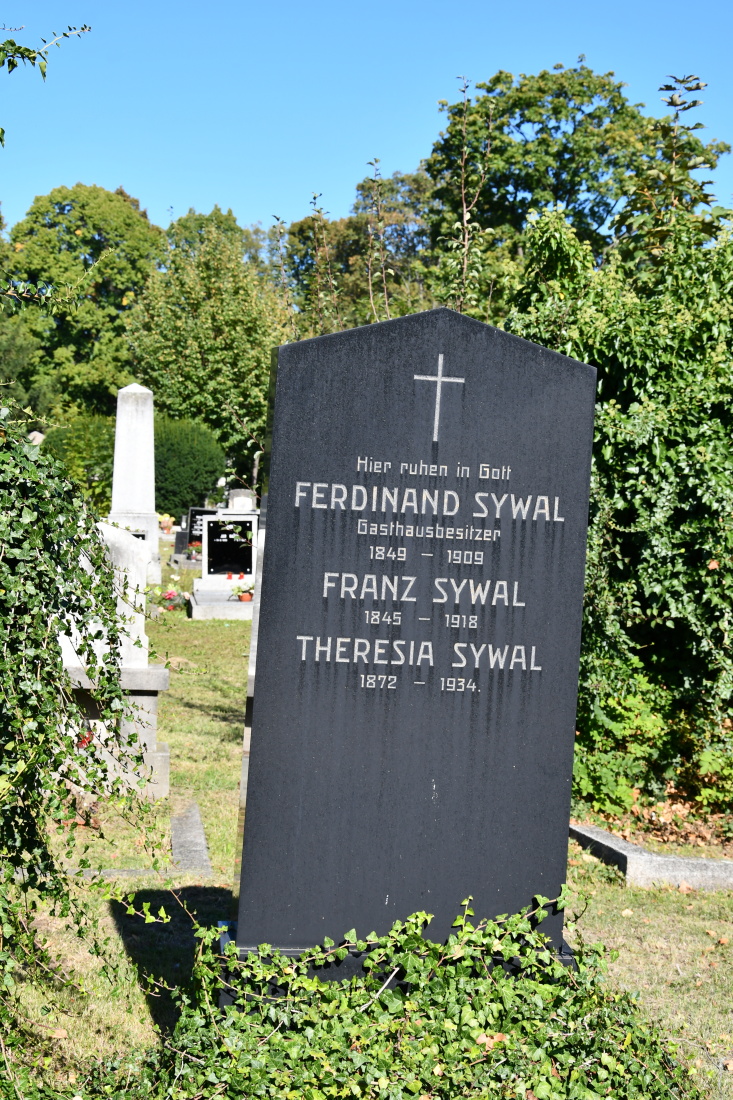 Hier ruhen in Gott
FERDINAND SYWAL
Gasthausbesitzer
1849 – 1909
FRANZ SYWAL
1845 – 1918
THERESIA SYWAL
1872 – 1934.